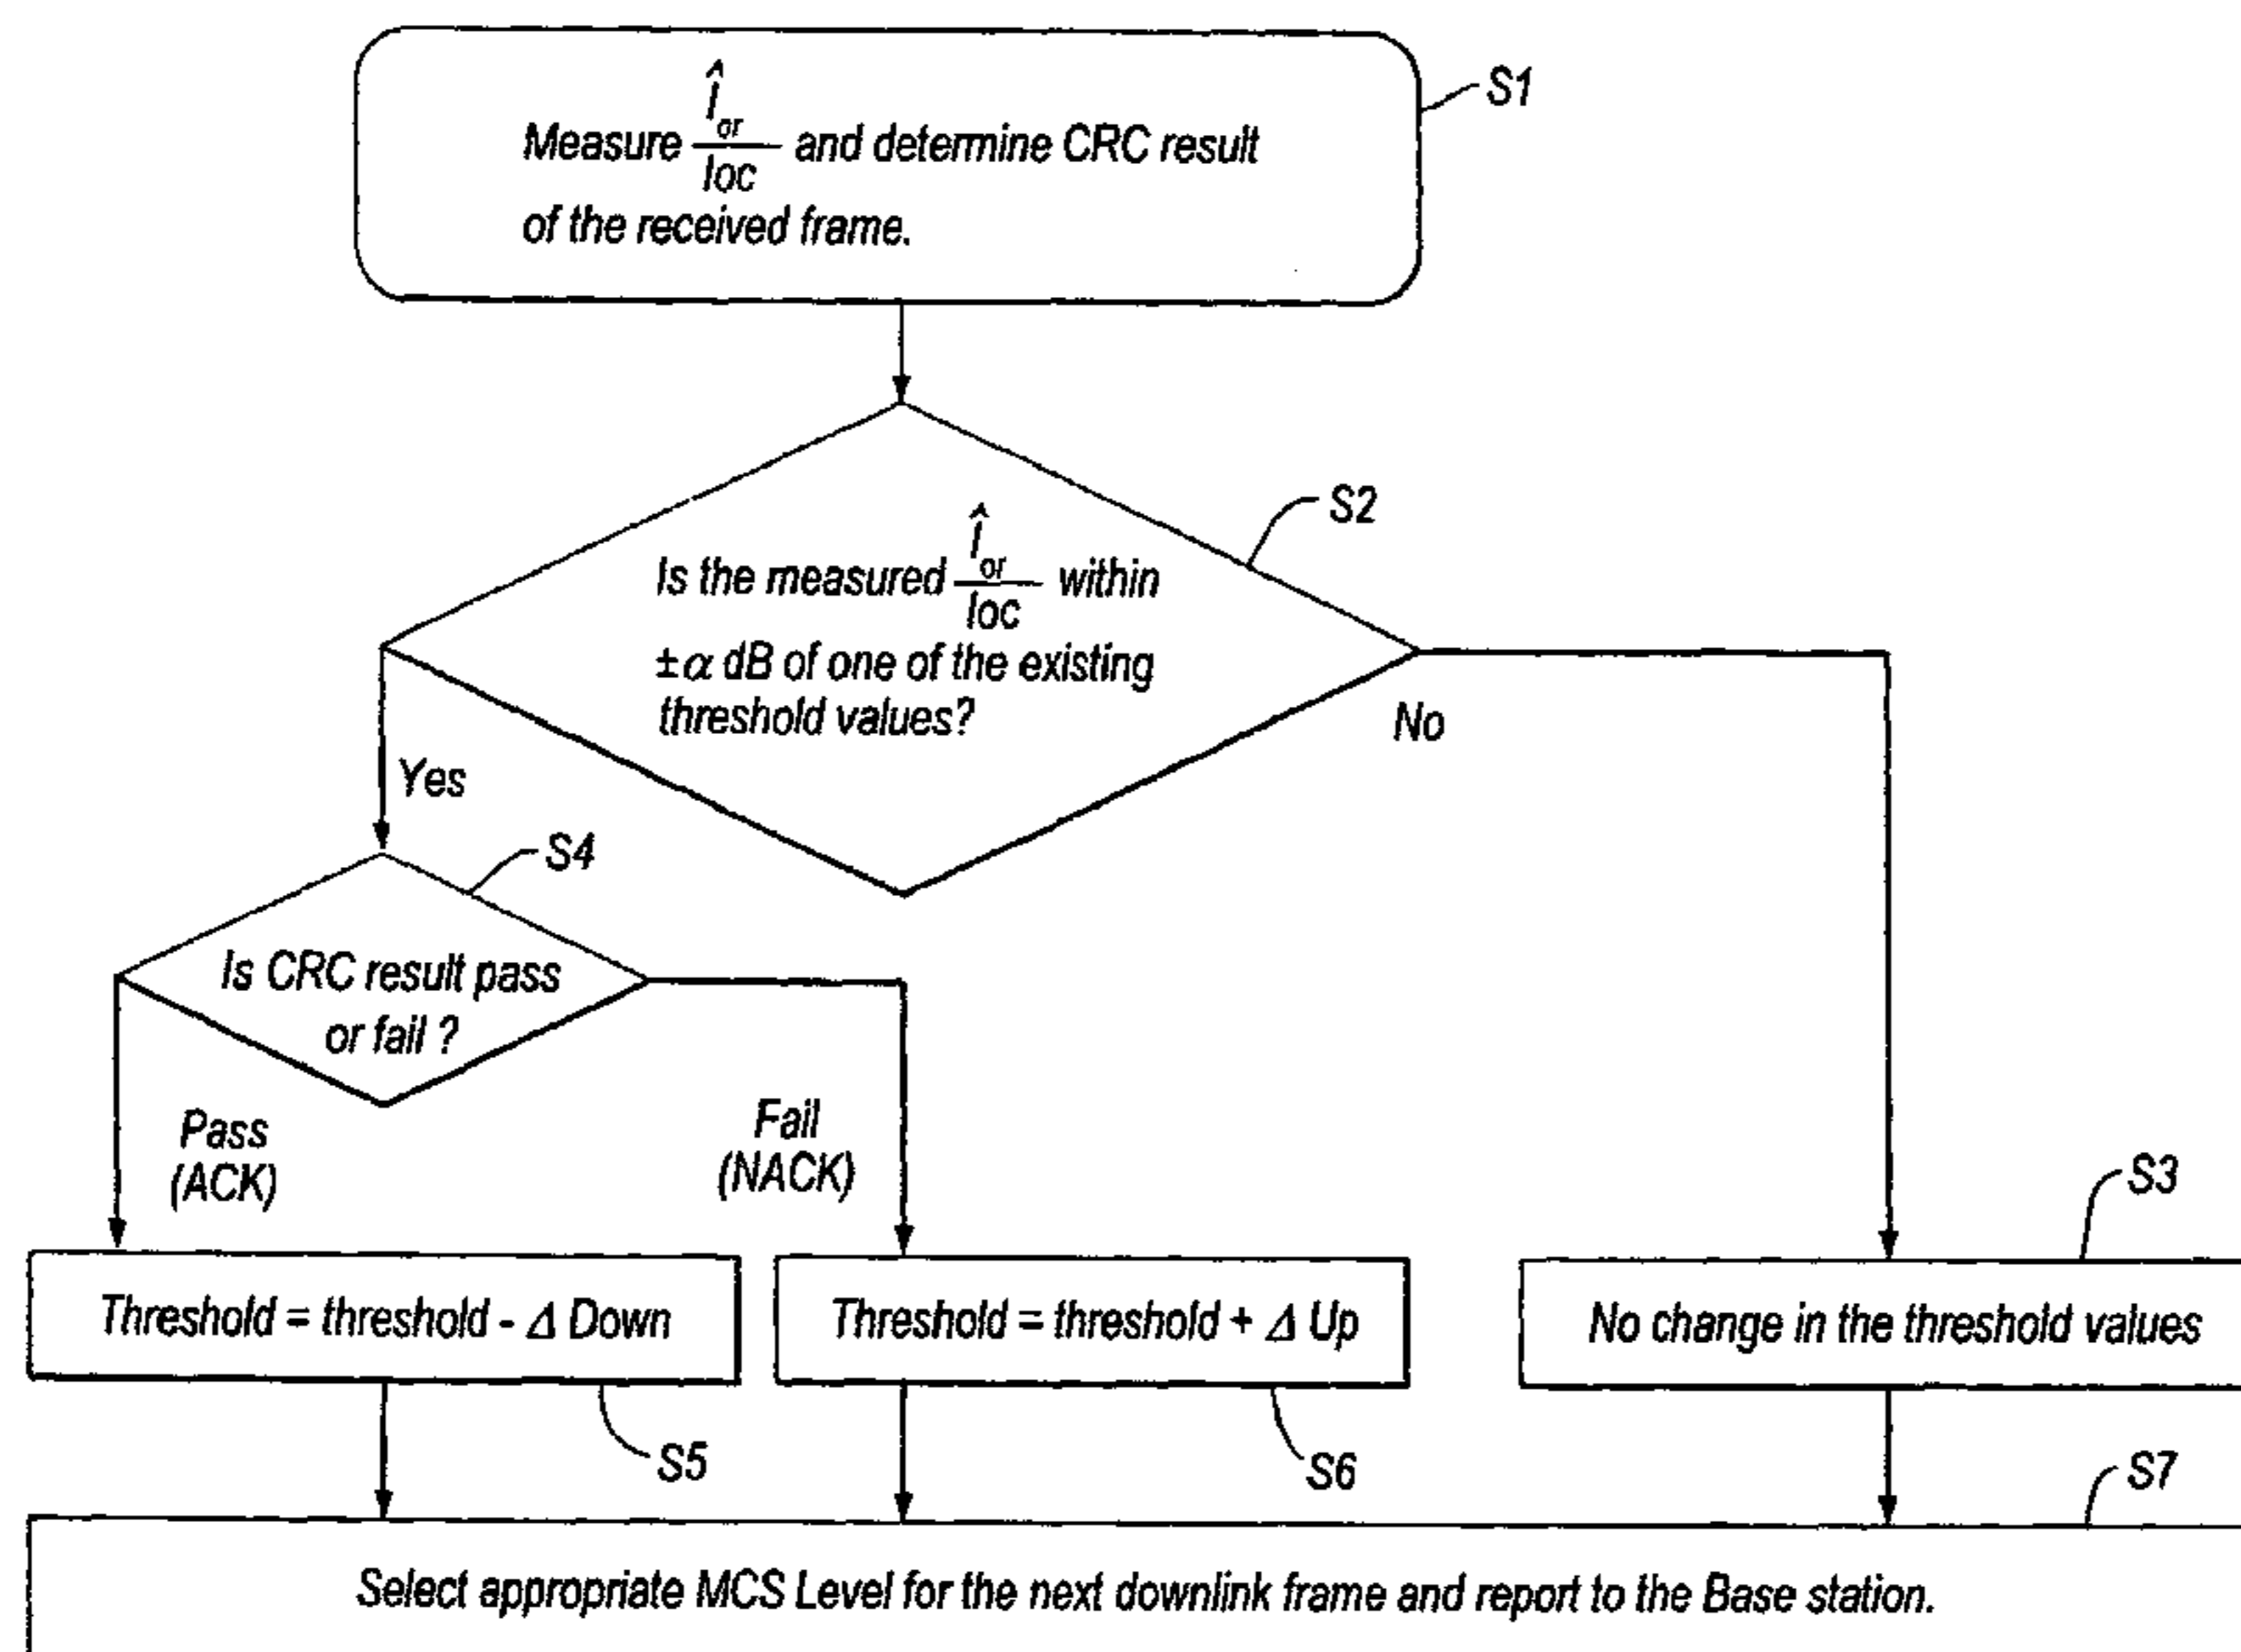 S1
Measure Îor/Ioc and determine CRC result
of the received frame.
S2
Is the measured Îor/Ioc within
±α dB of one of the existing
threshold values?
No
Yes
S4
Is CRC result pass
or fail ?
Pass
(ACK)
Fail
(NACK)
S3
Threshold = threshold - Δ Down
Threshold = threshold + Δ Up
No change in the threshold values
S5
S6
S7
Select appropriate MCS Level for the next downlink frame and report to the Base station.